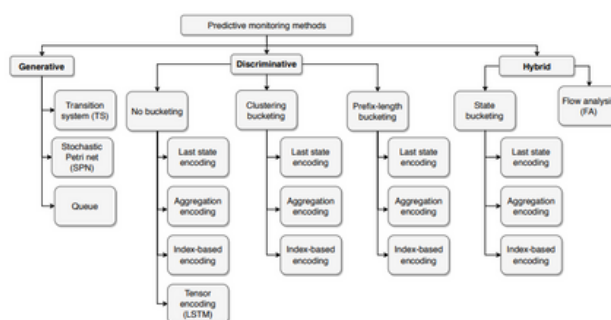 Predictive monitoring methods
Generative
Discriminative
Hybrid
Transition
system (TS)
Stochastic
Petri net
(SPN)
Queue
No bucketing
Clustering
bucketing
Prefix-length
bucketing
State
bucketing
Flow analysis
(FA)
Last state
encoding
Aggregation
encoding
Index-based
encoding
Tensor
encoding
(LSTM)
Last state
encoding
Aggregation
encoding
Index-based
encoding
Last state
encoding
Aggregation
encoding
Index-based
encoding
Last state
encoding
Aggregation
encoding
Index-based
encoding